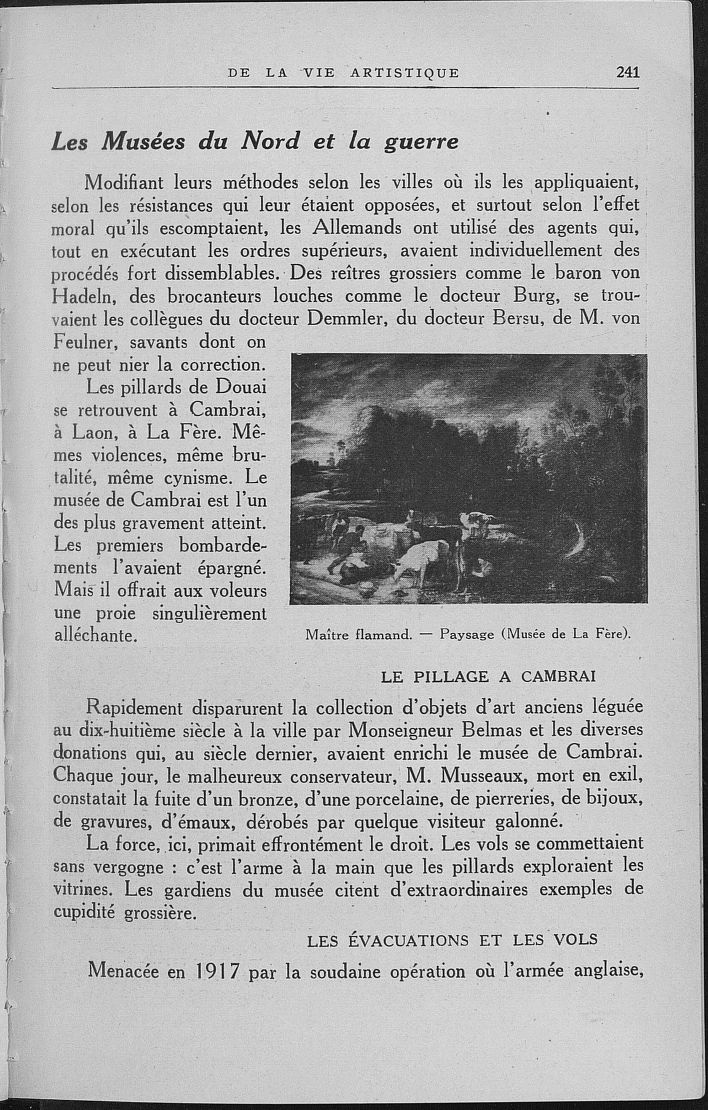 DE LA VIE ARTISTIQUE 241
Les Musées du Nord et la guerre
Modifiant leurs méthodes selon les villes où ils les appliquaient,
selon les résistances qui leur étaient opposées, et surtout selon l'effet
moral qu'ils escomptaient, les Allemands ont utilisé des agents qui,
tout en exécutant les ordres supérieurs, avaient individuellement des
procédés fort dissemblables. Des reîtres grossiers comme le baron von
Hadeln, des brocanteurs louches comme le docteur Burg, se trou-
vaient les collègues du docteur Demmler, du docteur Bersu, de M. von
Feulner, savants dont on
ne peut nier la correction.
Les pillards de Douai
se retrouvent à Cambrai,
à Laon, à La Fère. Mê-
mes violences, même bru-
talité, même cynisme. Le
musée de Cambrai est l'un
des plus gravement atteint.
Les premiers bombarde-
ments l'avaient épargné.
Mais il offrait aux voleurs
une proie singulièrement
alléchante.
Maître flamand. — Paysage (Musée de La Fère).
LE PILLAGE A CAMBRAI
Rapidement disparurent la collection d'objets d'art anciens léguée
au dix-huitième siècle à la ville par Monseigneur Belmas et les diverses
donations qui, au siècle dernier, avaient enrichi le musée de Cambrai.
Chaque jour, le malheureux conservateur, M. Musseaux, mort en exil,
constatait la fuite d'un bronze, d'une porcelaine, de pierreries, de bijoux,
de gravures, d'émaux, dérobés par quelque visiteur galonné.
La force, ici, primait effrontément le droit. Les vols se commettaient
sans vergogne : c'est l'arme à la main que les pillards exploraient les
vitrines. Les gardiens du musée citent d'extraordinaires exemples de
cupidité grossière.
LES ÉVACUATIONS ET LES VOLS
Menacée en 1917 par la soudaine opération où l'armée anglaise,